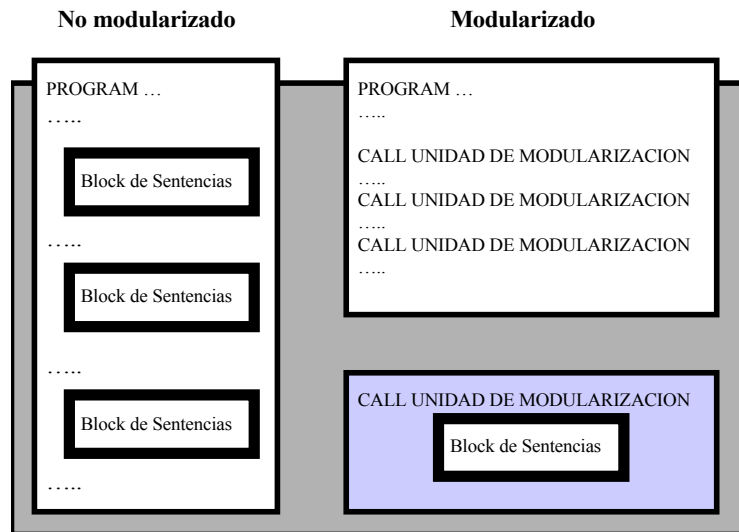 No modularizado
PROGRAM …
…..
Block de Sentencias
…..
Block de Sentencias
…..
Block de Sentencias
…..
Modularizado
PROGRAM …
…..
CALL UNIDAD DE MODULARIZACION
…..
CALL UNIDAD DE MODULARIZACION
…..
CALL UNIDAD DE MODULARIZACION
…..
CALL UNIDAD DE MODULARIZACION
Block de Sentencias